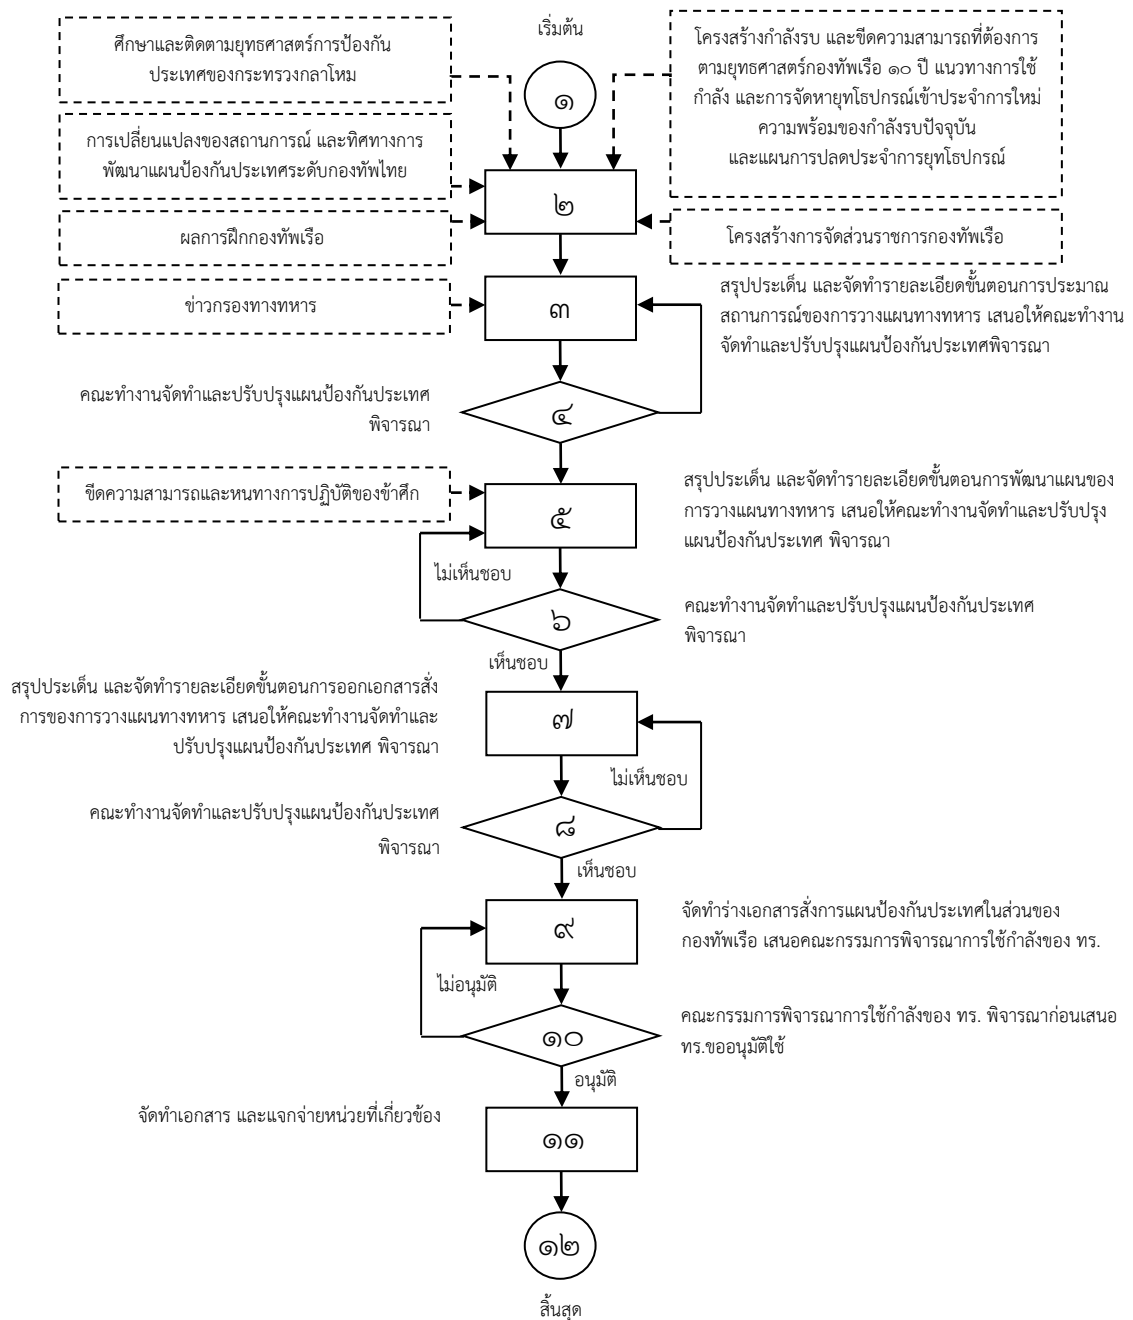 เริ่มต้น
ศึกษาและติดตามยุทธศาสตร์การป้องกัน
ประเทศของกระทรวงกลาโหม
โครงสร้างกำลังรบ และขีดความสามารถที่ต้องการ
ตามยุทธศาสตร์กองทัพเรือ ๑๐ ปี แนวทางการใช้
กำลัง และการจัดหายุทโธปกรณ์เข้าประจำการใหม่
ความพร้อมของกำลังรบปัจจุบัน
และแผนการปลดประจำการยุทโธปกรณ์
๑
การเปลี่ยนแปลงของสถานการณ์ และทิศทางการ
พัฒนาแผนป้องกันประเทศระดับกองทัพไทย
๒
ผลการฝึกกองทัพเรือ
โครงสร้างการจัดส่วนราชการกองทัพเรือ
ข่าวกรองทางทหาร
๓
สรุปประเด็น และจัดทำรายละเอียดขั้นตอนการประมาณ
สถานการณ์ของการวางแผนทางทหาร เสนอให้คณะทำงาน
จัดทำและปรับปรุงแผนป้องกันประเทศพิจารณา
คณะทำงานจัดทำและปรับปรุงแผนป้องกันประเทศ
พิจารณา
๔
ขีดความสามารถและหนทางการปฏิบัติของข้าศึก
๕
สรุปประเด็น และจัดทำรายละเอียดขั้นตอนการพัฒนาแผนของ
การวางแผนทางทหาร เสนอให้คณะทำงานจัดทำและปรับปรุง
แผนป้องกันประเทศ พิจารณา
ไม่เห็นชอบ
๖
คณะทำงานจัดทำและปรับปรุงแผนป้องกันประเทศ
พิจารณา
เห็นชอบ
สรุปประเด็น และจัดทำรายละเอียดขั้นตอนการออกเอกสารสั่ง
การของการวางแผนทางทหาร เสนอให้คณะทำงานจัดทำและ
ปรับปรุงแผนป้องกันประเทศ พิจารณา
๗
ไม่เห็นชอบ
คณะทำงานจัดทำและปรับปรุงแผนป้องกันประเทศ
พิจารณา
๘
เห็นชอบ
๙
จัดทำร่างเอกสารสั่งการแผนป้องกันประเทศในส่วนของ
กองทัพเรือ เสนอคณะกรรมการพิจารณาการใช้กำลังของ ทร.
ไม่อนุมัติ
๑๐
คณะกรรมการพิจารณาการใช้กำลังของ ทร. พิจารณาก่อนเสนอ
ทร.ขออนุมัติใช้
อนุมัติ
จัดทำเอกสาร และแจกจ่ายหน่วยที่เกี่ยวข้อง
๑๑
๑๒
สิ้นสุด